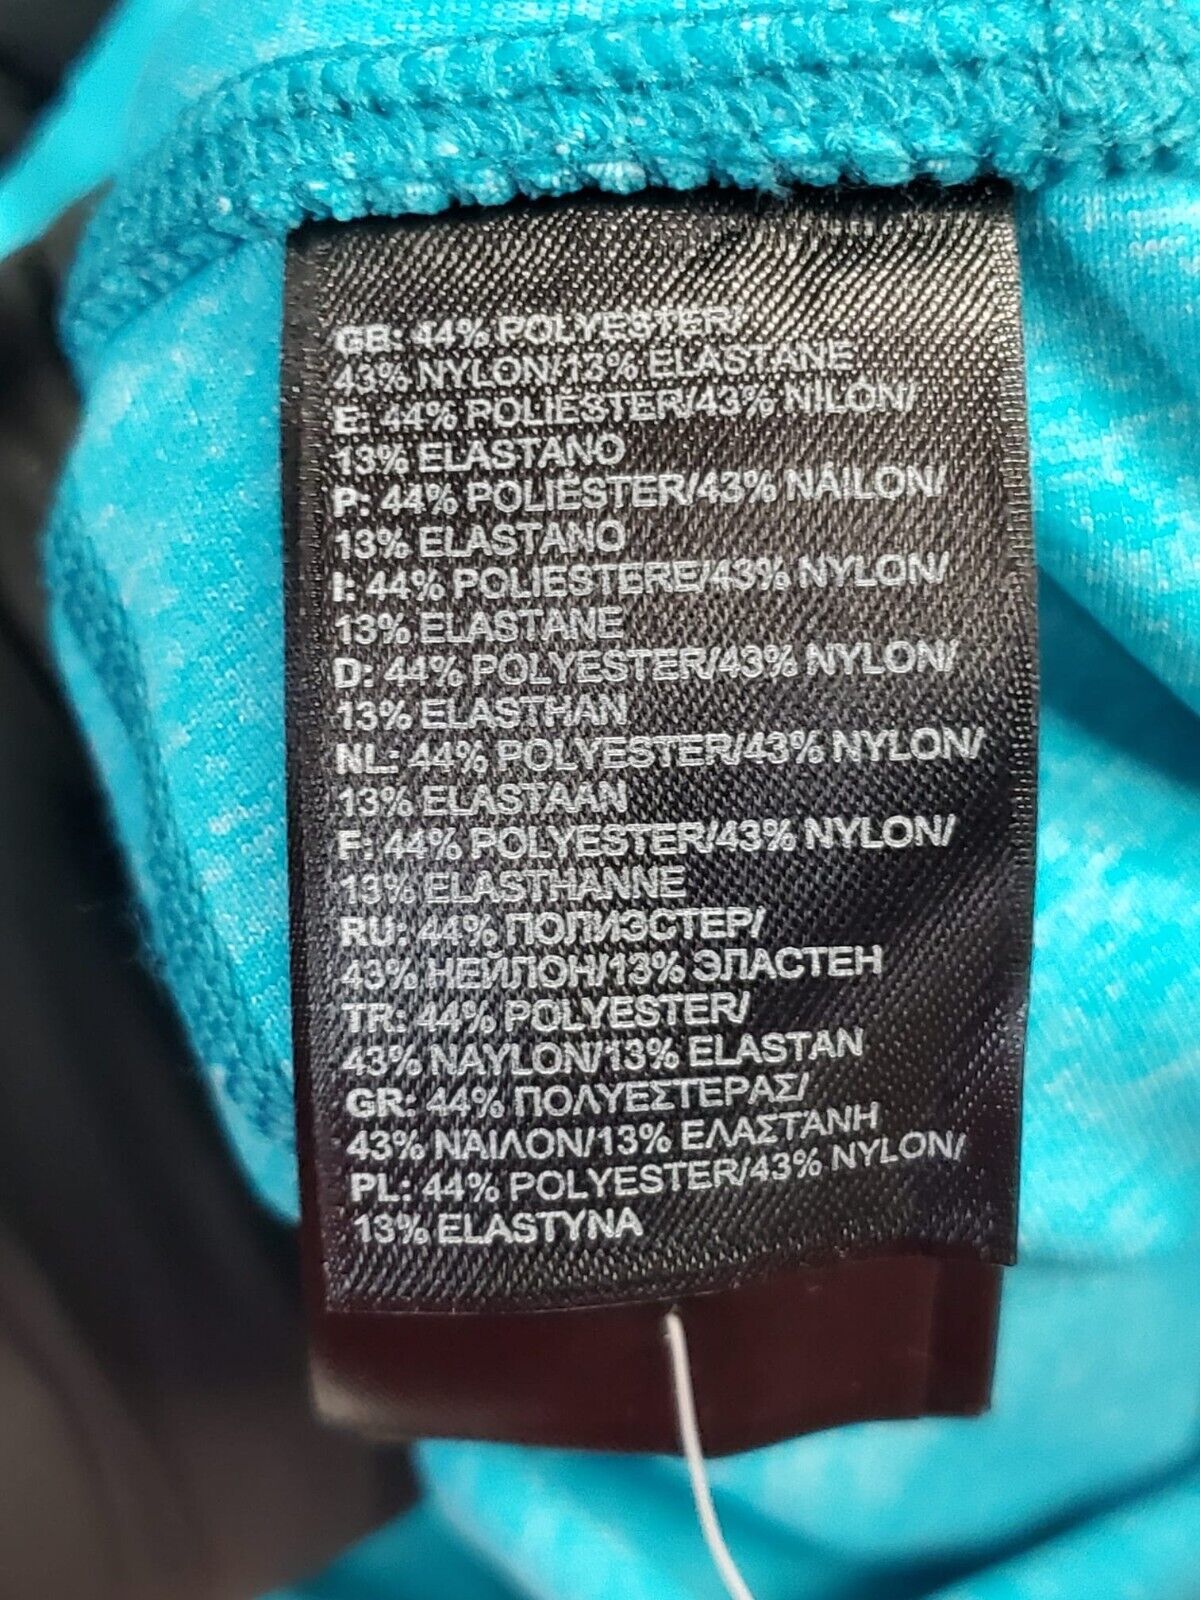 GB: 44% POLYESTER/
43% NYLON/13% ELASTANE
E: 44% POLIESTER/43% NILON/
13% ELASTANO
P: 44% POLIESTER/43% NAILON/
13% ELASTANO
I: 44% POLIESTERE/43% NYLON/
13% ELASTANE
D: 44% POLYESTER/43% NYLON/
13% ELASTHAN
NL: 44% POLYESTER/43% NYLON/
13% ELASTAAN
F: 44% POLYESTER/43% NYLON/
13% ELASTHANNE
RU: 44% ПОЛИЭСТЕР/
43% НЕЙЛОН/13% ЭЛАСТЕН
TR: 44% POLYESTER/
43% NAYLON/13% ELASTAN
GR: 44% ΠΟΛΥΕΣΤΕΡΑΣ/
43% ΝΑΙΛΟΝ/13% ΕΛΑΣΤΑΝΗ
PL: 44% POLYESTER/43% NYLON/
13% ELASTYNA